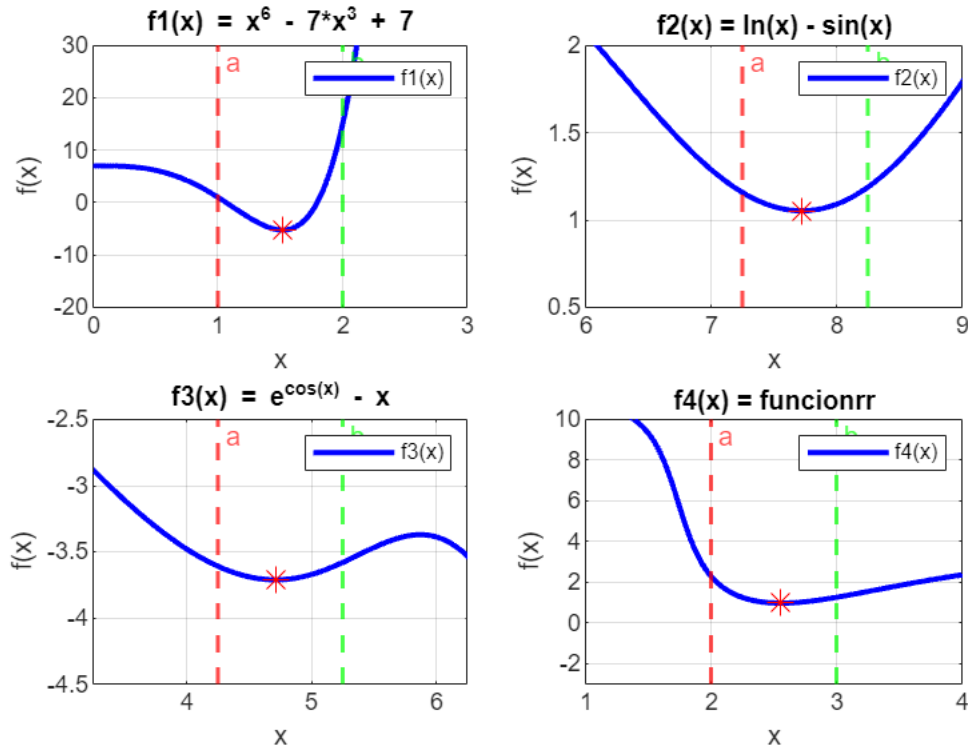 f1(x) = x^6 - 7*x^3 + 7
f(x)
30
20
10
0
-10
-20
a
b
f1(x)
0
1
2
3
x
f2(x) = ln(x) - sin(x)
f(x)
2
1.5
1
0.5
a
b
f2(x)
6
7
8
9
x
f3(x) = e^cos(x) - x
f(x)
-2.5
-3
-3.5
-4
-4.5
a
b
f3(x)
4
5
6
x
f4(x) = funcionrr
f(x)
10
8
6
4
2
0
-2
a
b
f4(x)
1
2
3
4
x